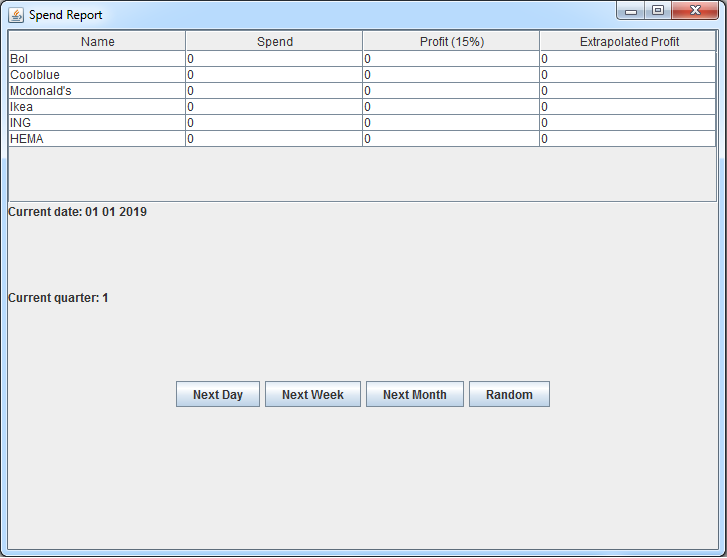 Spend Report
Name Spend Profit (15%) Extrapolated Profit
Bol 0 0 0
Coolblue 0 0 0
Mcdonald's 0 0 0
Ikea 0 0 0
ING 0 0 0
HEMA 0 0 0
Current date: 01 01 2019
Current quarter: 1
Next Day Next Week Next Month Random